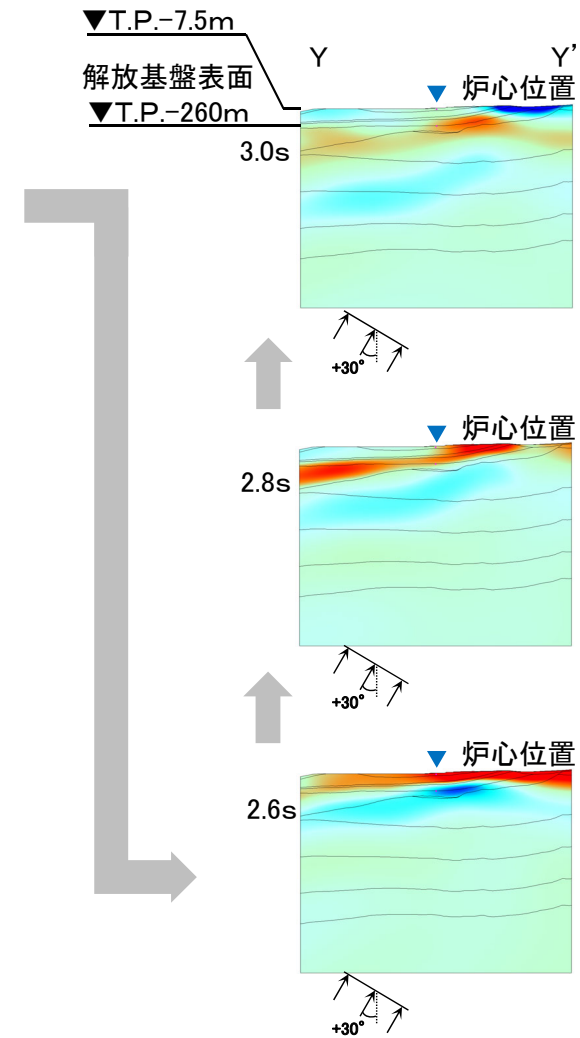 ▼T.P.-7.5m
Y
Y’
解放基盤表面
▼ 炉心位置
▼T.P.-260m
3.0s
+30°
▼ 炉心位置
2.8s
+30°
▼ 炉心位置
2.6s
+30°